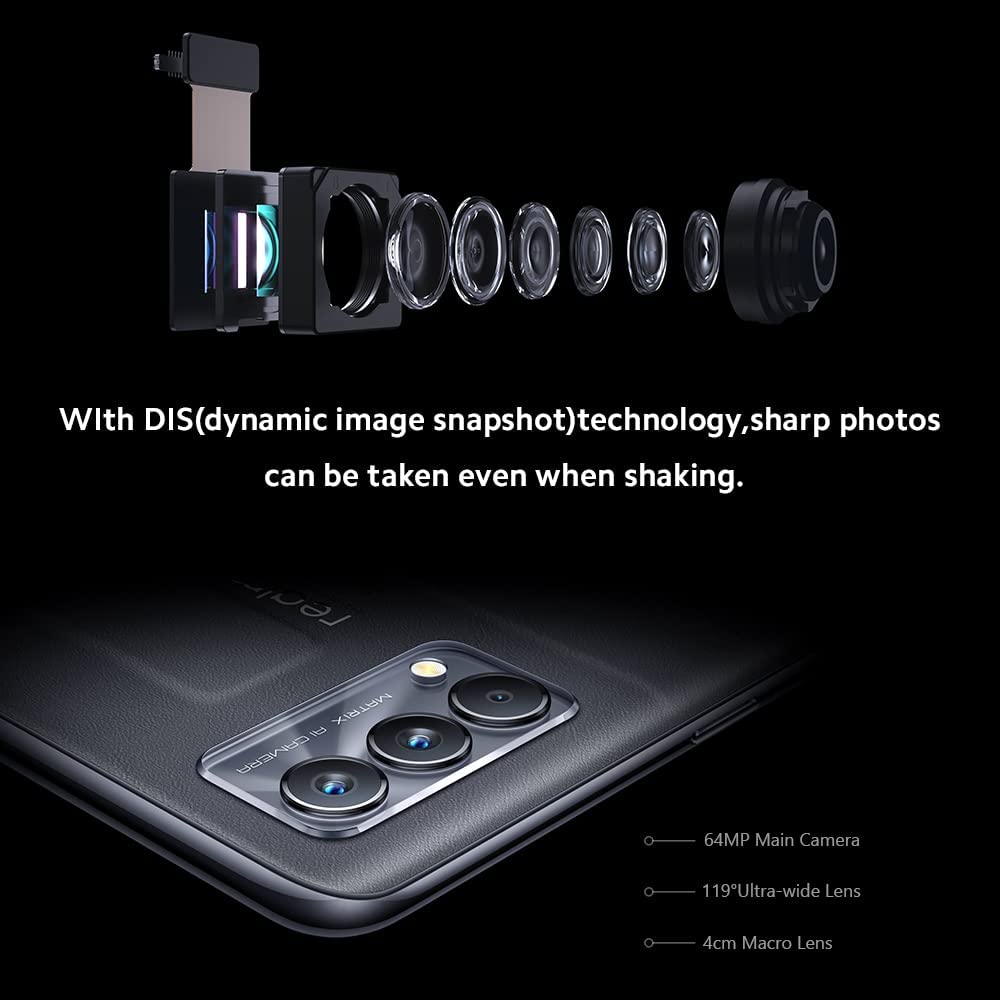 WIth DIS(dynamic image snapshot)technology,sharp photos
can be taken even when shaking.
realme
MATRIX AI CAMERA
64MP Main Camera
119°Ultra-wide Lens
4cm Macro Lens